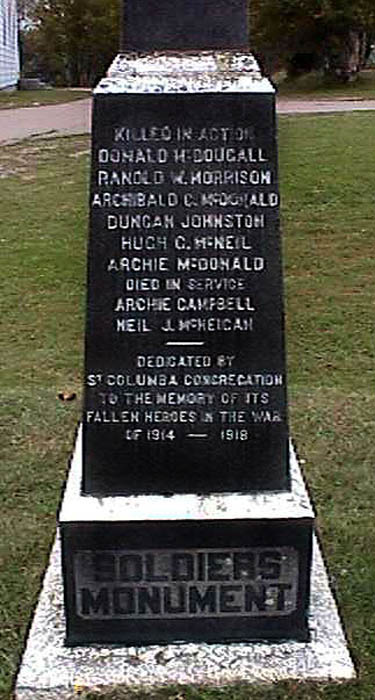 KILLED IN ACTION
DONALD McDOUGALL
RANOLD W. MORRISON
ARCHIBALD C. McDONALD
DUNCAN JOHNSTON
HUGH C. McNEIL
ARCHIE McDONALD
DIED IN SERVICE
ARCHIE CAMPBELL
NEIL J. McNEIGAN
DEDICATED BY
ST COLUMBA CONGREGATION
TO THE MEMORY OF ITS
FALLEN HEROES IN THE WAR
OF 1914 — 1918
SOLDIERS
MONUMENT